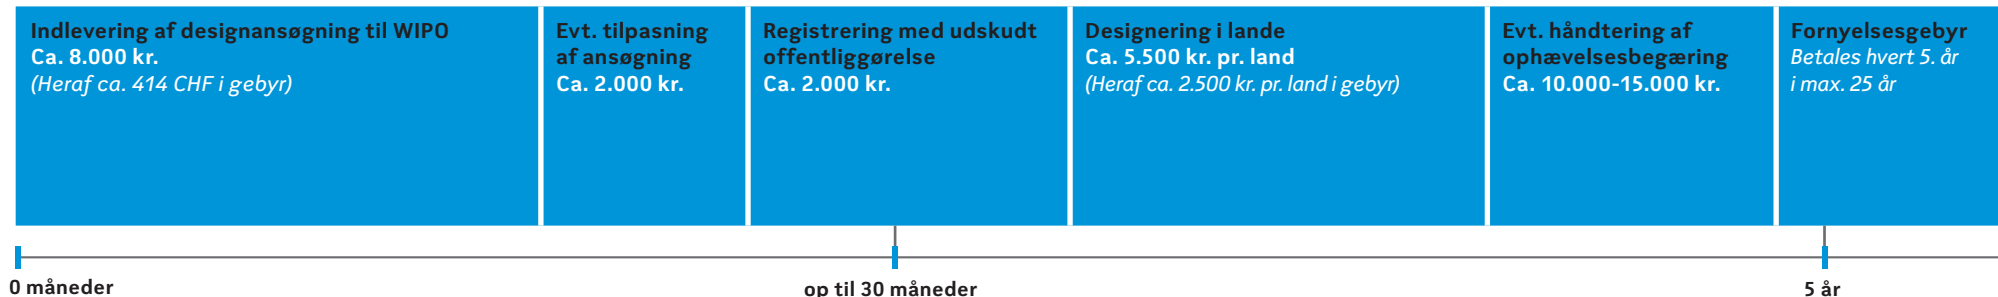 Indlevering af designansøgning til WIPO
Ca. 8.000 kr.
(Heraf ca. 414 CHF i gebyr)
Evt. tilpasning
af ansøgning
Ca. 2.000 kr.
Registrering med udskudt
offentliggørelse
Ca. 2.000 kr.
Designering i lande
Ca. 5.500 kr. pr. land
(Heraf ca. 2.500 kr. pr. land i gebyr)
Evt. håndtering af
ophævelsesbegæring
Ca. 10.000-15.000 kr.
Fornyelsesgebyr
Betales hvert 5. år
i max. 25 år
0 måneder
op til 30 måneder
5 år